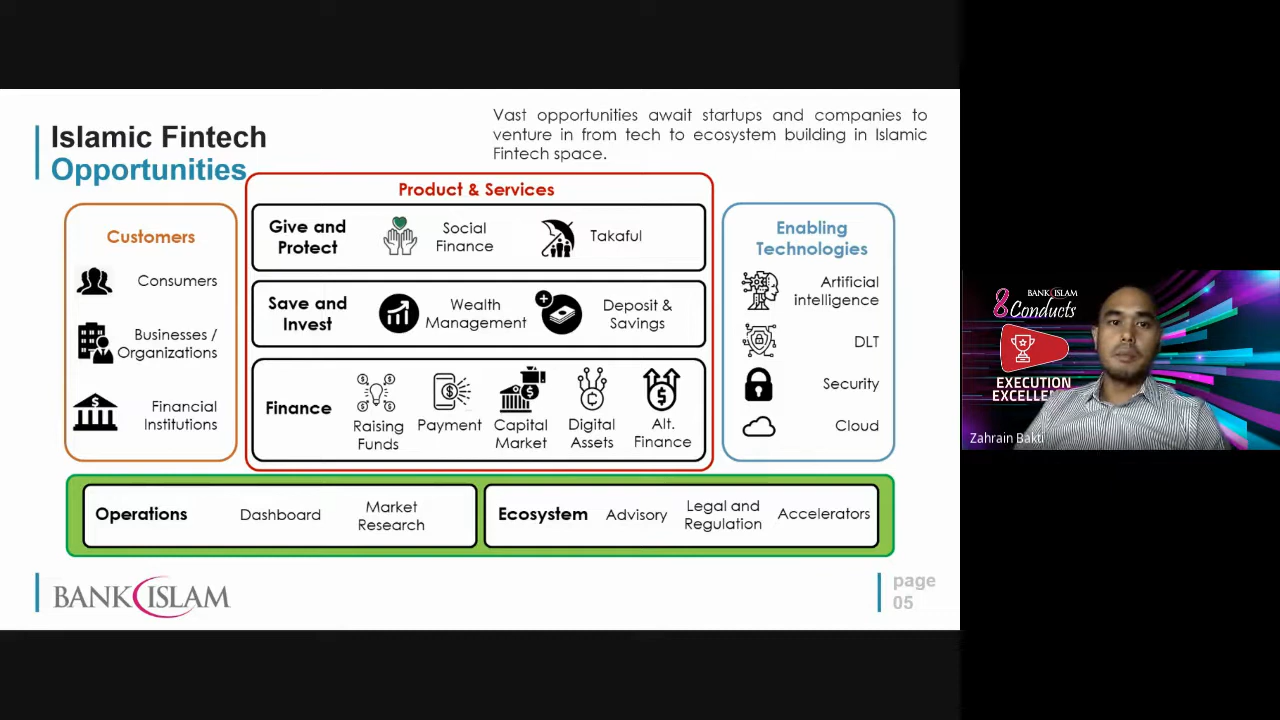 Islamic Fintech
Opportunities
Vast opportunities await startups and companies to
venture in from tech to ecosystem building in Islamic
Fintech space.
Customers
Consumers
Businesses /
Organizations
Financial
Institutions
Product & Services
Give and
Protect
Social
Finance
Takaful
Save and
Invest
Wealth
Management
Deposit &
Savings
Finance
Raising
Funds
Payment
Capital
Market
Digital
Assets
Alt.
Finance
Enabling
Technologies
Artificial
intelligence
DLT
Security
Cloud
Operations
Dashboard
Market
Research
Ecosystem
Advisory
Legal and
Regulation
Accelerators
BANK ISLAM
page
05
BANK ISLAM
8 Conducts
EXECUTION
Zahrain Bakti